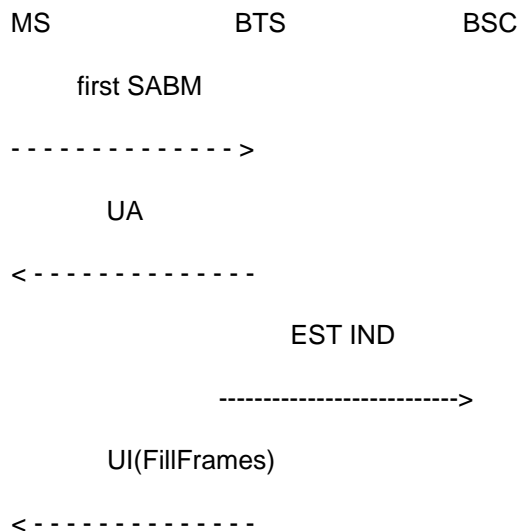 MS BTS BSC
first SABM
- - - - - - - - - - - - - - >
UA
< - - - - - - - - - - - - - -
EST IND
--------------------------->
UI(FillFrames)
< - - - - - - - - - - - - - -